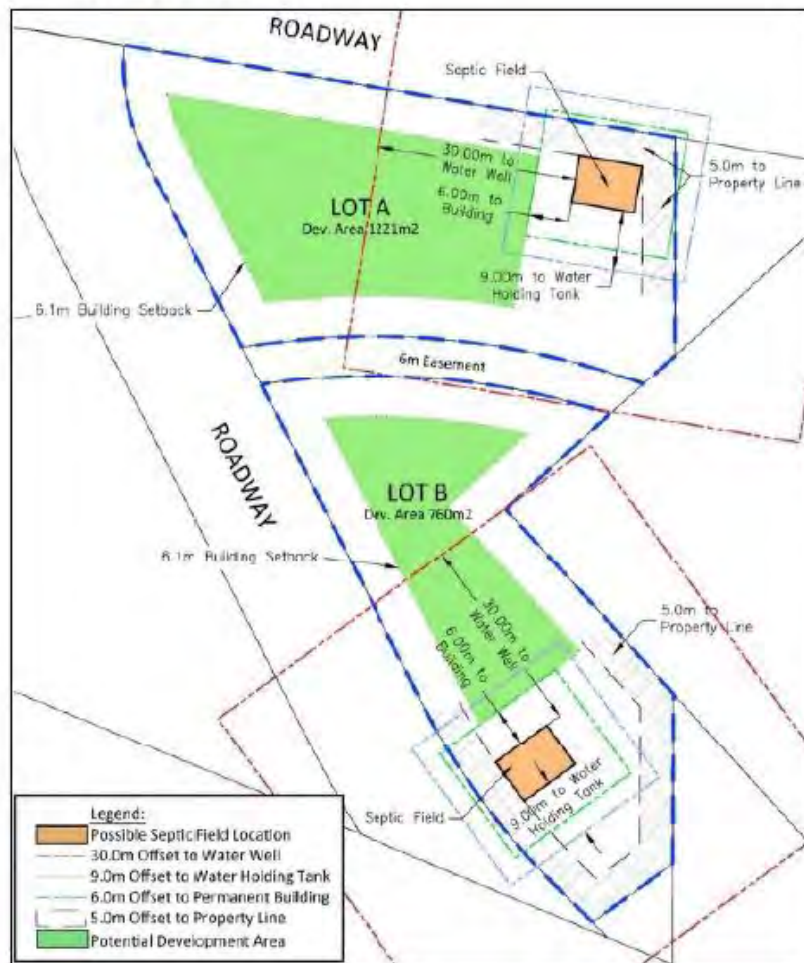 ROADWAY
Septic Field
30.00m to
Water Well
5.0m to
Property Line
6.00m to
Building
LOT A
Dev. Area 1221m2
9.00m to Water
Holding Tank
6.1m Building Setback
6m Easement
ROADWAY
LOT B
Dev. Area 760m2
6.1m Building Setback
30.00m to
Water Well
6.00m to
Building
5.0m to
Property Line
9.00m to Water
Holding Tank
Septic Field
Legend:
Possible Septic Field Location
30.0m Offset to Water Well
9.0m Offset to Water Holding Tank
6.0m Offset to Permanent Building
5.0m Offset to Property Line
Potential Development Area